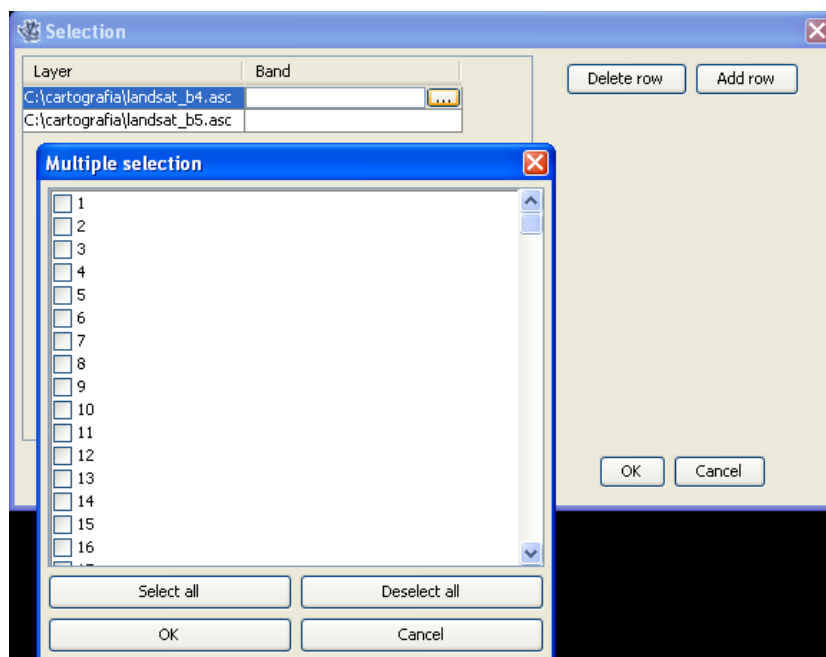 Selection
Layer Band
Delete row Add row
C:\cartografia\landsat_b4.asc ...
C:\cartografia\landsat_b5.asc
Multiple selection
1
2
3
4
5
6
7
8
9
10
11
12
13
14
15
16
OK Cancel
Select all Deselect all
OK Cancel